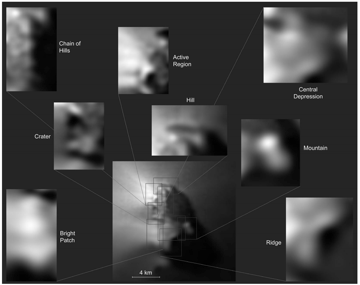 Chain of
Hills
Active
Region
Central
Depression
Hill
Crater
Mountain
Bright
Patch
Ridge
4 km